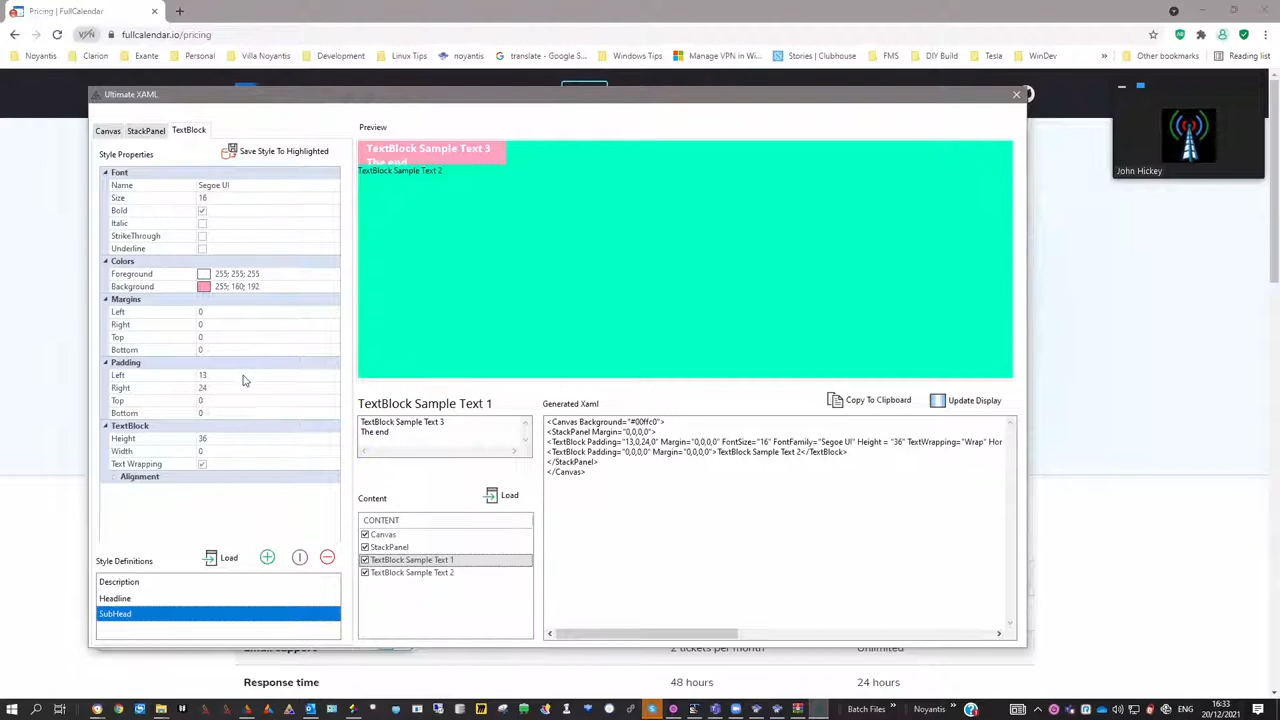 Pricing | FullCalendar
fullcalendar.io/pricing
Noyantis
Clarion
Exante
Personal
Villa Noyantis
Development
Linux Tips
noyantis
translate - Google S...
Windows Tips
Manage VPN in Wi...
Stories | Clubhouse
FMS
DIY Build
Tesla
WinDev
»
Other bookmarks
Reading list
Ultimate XAML
John Hickey
Canvas
StackPanel
TextBlock
Style Properties
Save Style To Highlighted
Font
Name Segoe UI
Size 16
Bold
Italic
StrikeThrough
Underline
Colors
Foreground 255; 255; 255
Background 255; 160; 192
Margins
Left 0
Right 0
Top 0
Bottom 0
Padding
Left 13
Right 24
Top 0
Bottom 0
TextBlock
Height 36
Width 0
Text Wrapping
Alignment
Style Definitions
Load
Description
Headline
SubHead
Preview
TextBlock Sample Text 3
The end
TextBlock Sample Text 2
TextBlock Sample Text 1
TextBlock Sample Text 3
The end
Content
Load
CONTENT
Canvas
StackPanel
TextBlock Sample Text 1
TextBlock Sample Text 2
Generated Xaml
Copy To Clipboard
Update Display
<Canvas Background="#00ffc0">
<StackPanel Margin="0,0,0,0">
<TextBlock Padding="13,0,24,0" Margin="0,0,0,0" FontSize="16" FontFamily="Segoe UI" Height = "36" TextWrapping="Wrap" Hor
<TextBlock Padding="0,0,0,0" Margin="0,0,0,0">TextBlock Sample Text 2</TextBlock>
</StackPanel>
</Canvas>
Email support 2 tickets per month Unlimited
Response time 48 hours 24 hours
Batch Files
»
Noyantis
»
ENG
16:33
20/12/2021